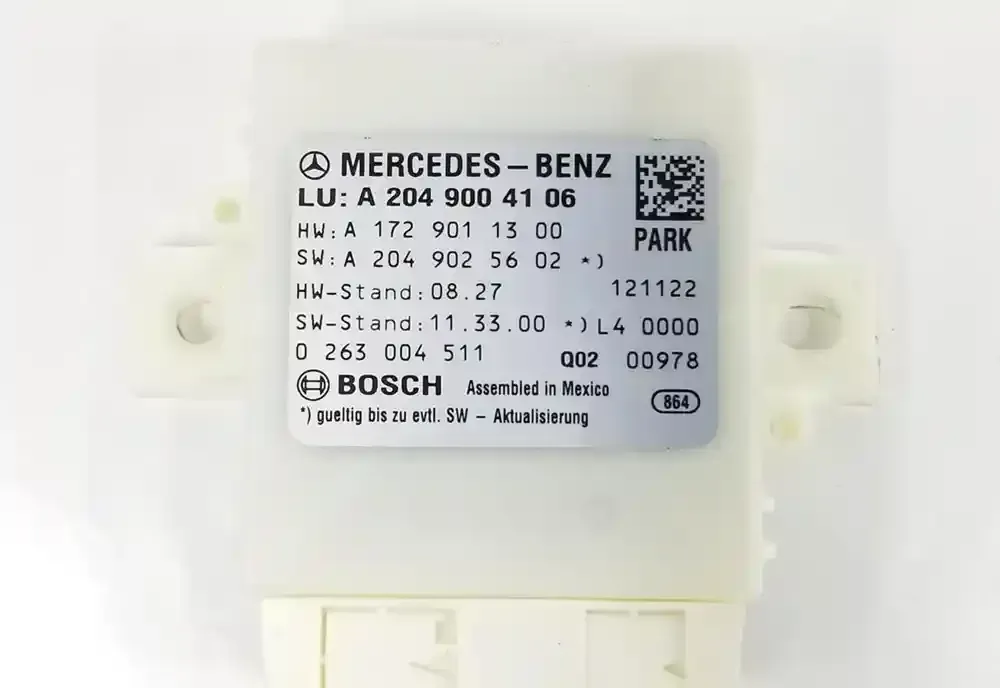 MERCEDES-BENZ
LU: A 204 900 41 06
HW: A 172 901 13 00
PARK
SW: A 204 902 56 02 *)
HW-Stand: 08.27 121122
SW-Stand: 11.33.00 *) L4 0000
0 263 004 511 Q02 00978
BOSCH Assembled in Mexico 864
*) gueltig bis zu evtl. SW - Aktualisierung